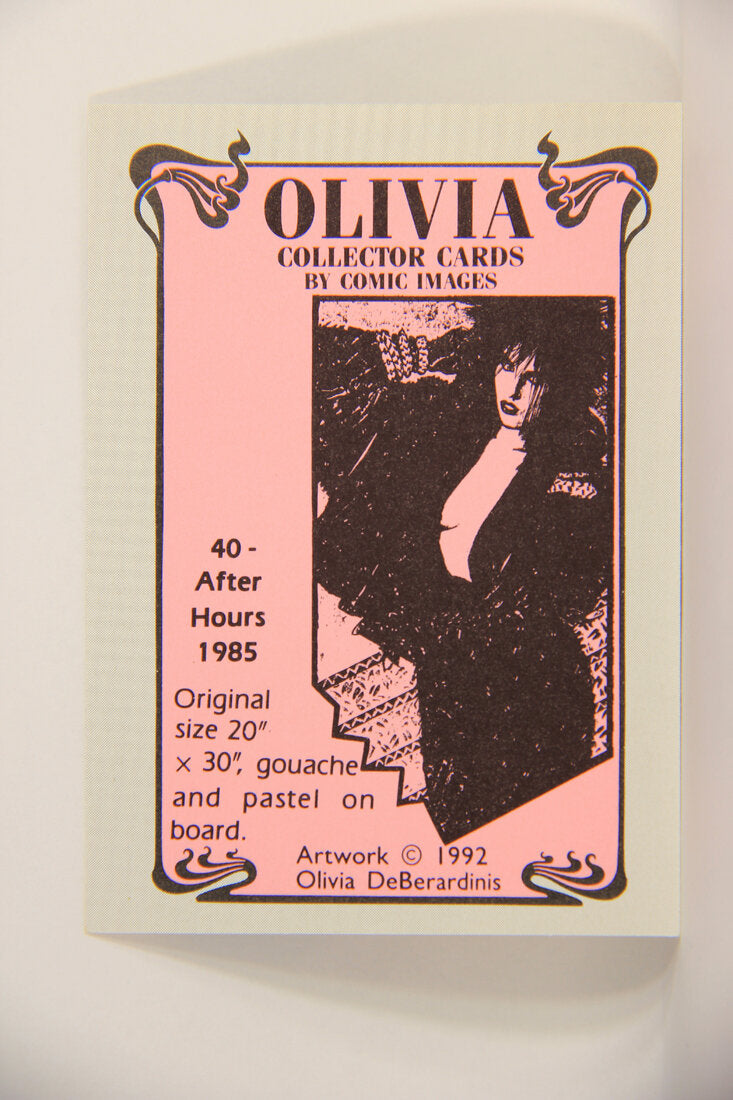 OLIVIA
COLLECTOR CARDS
BY COMIC IMAGES
40 -
After
Hours
1985
Original
size 20"
x 30", gouache
and pastel on
board.
Artwork © 1992
Olivia DeBerardinis